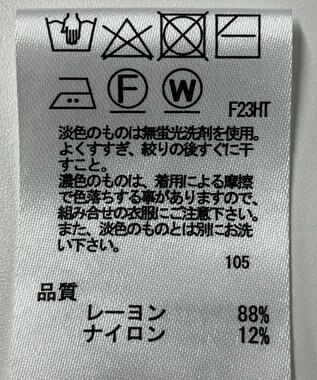 F W
F23HT
淡色のものは無蛍光洗剤を使用。
よくすすぎ、絞りの後すぐに干
すこと。
濃色のものは、着用による摩擦
で色落ちする事がありますので、
組み合せの衣服にご注意下さい。
また、淡色のものとは別にお洗
い下さい。
105
品質
レーヨン 88%
ナイロン 12%